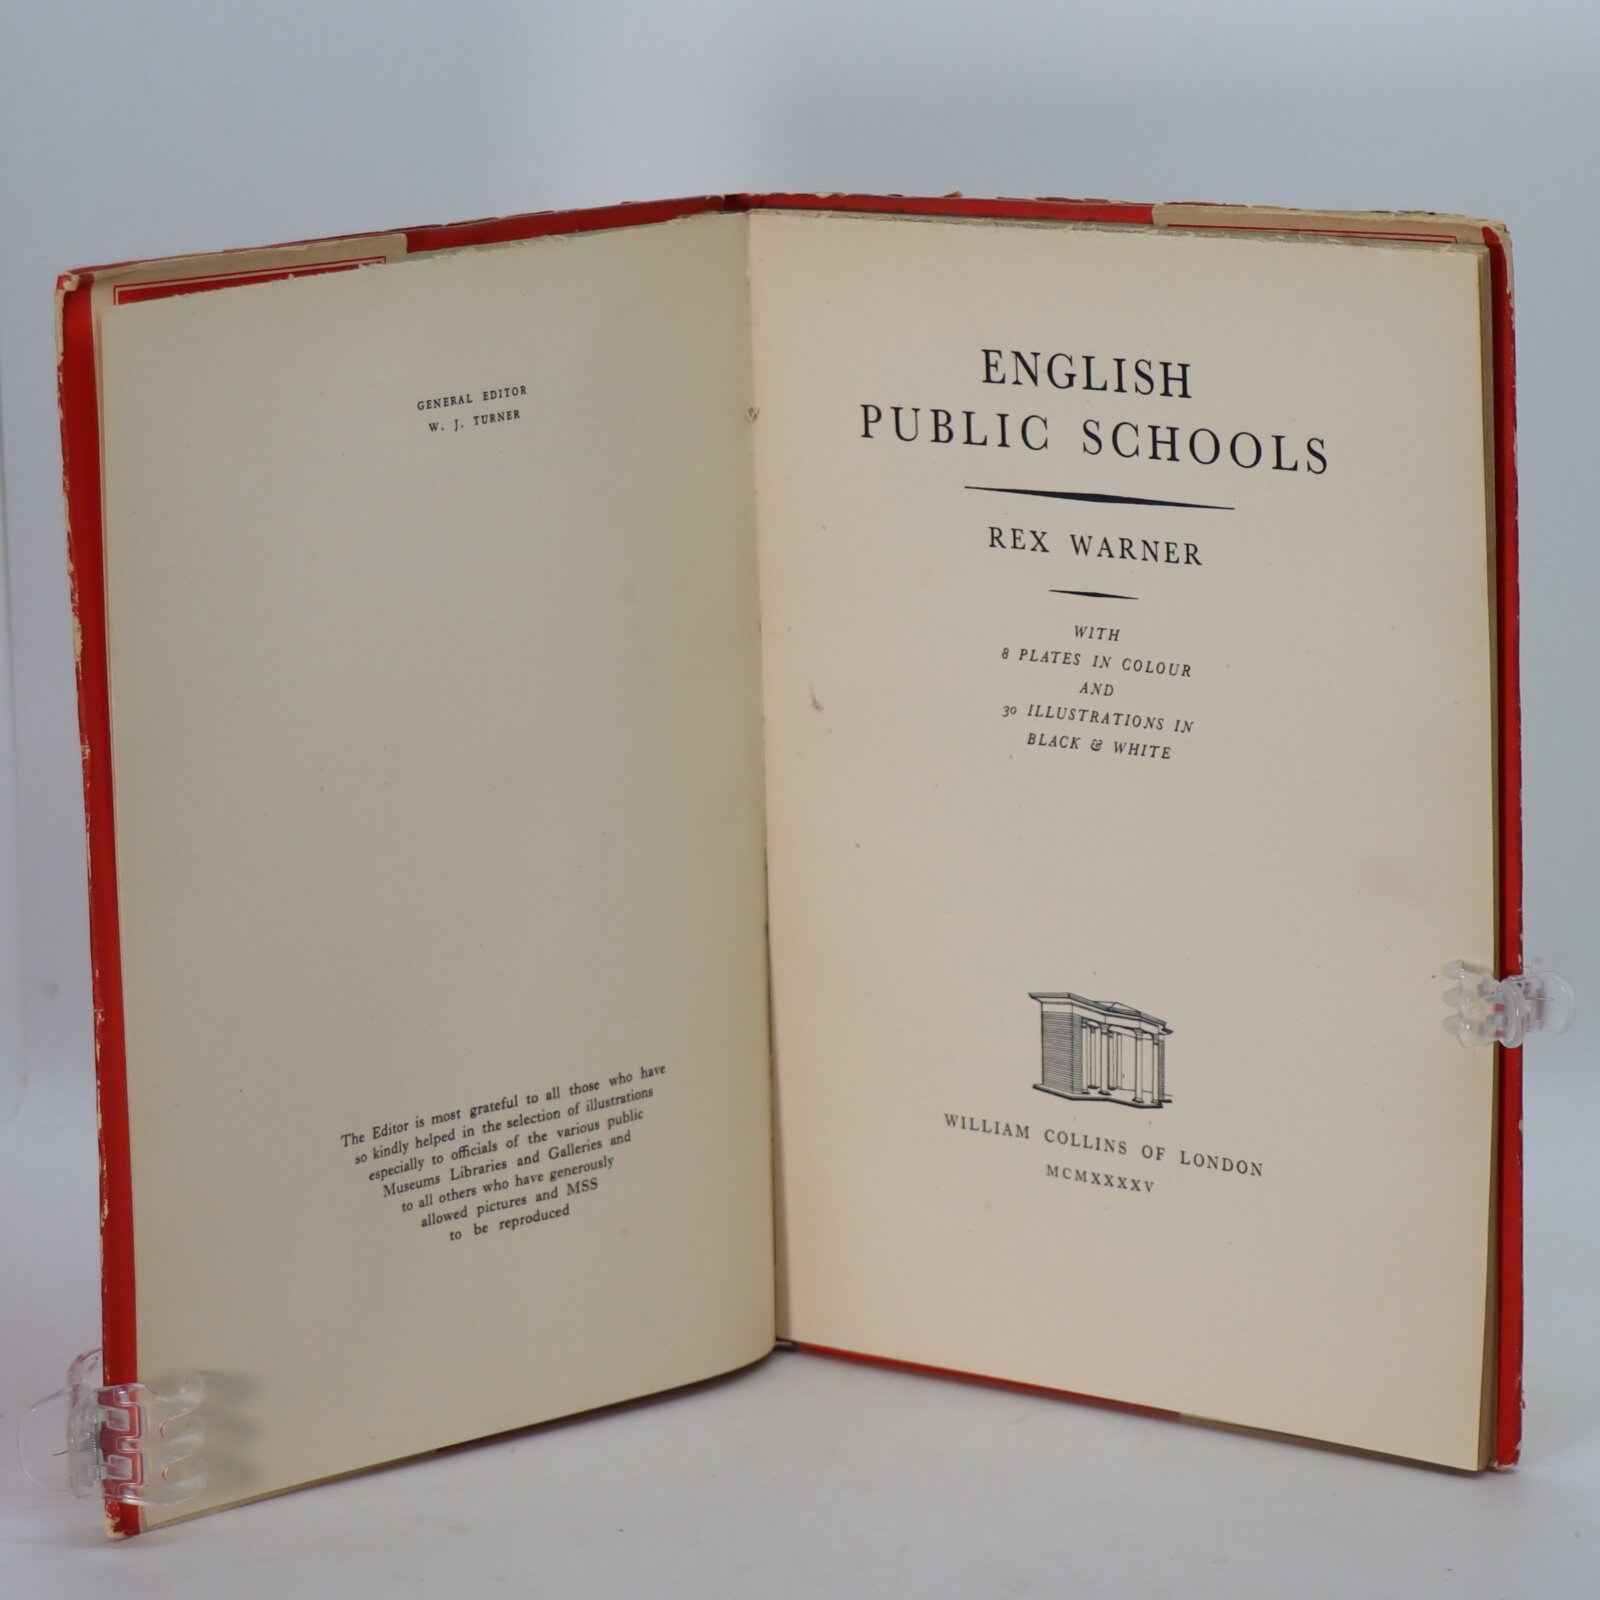 GENERAL EDITOR
W. J. TURNER
The Editor is most grateful to all those who have
so kindly helped in the selection of illustrations
especially to officials of the various public
Museums Libraries and Galleries and
to all others who have generously
allowed pictures and MSS
to be reproduced
ENGLISH
PUBLIC SCHOOLS
REX WARNER
WITH
8 PLATES IN COLOUR
AND
30 ILLUSTRATIONS IN
BLACK & WHITE
WILLIAM COLLINS OF LONDON
MCMXXXXV